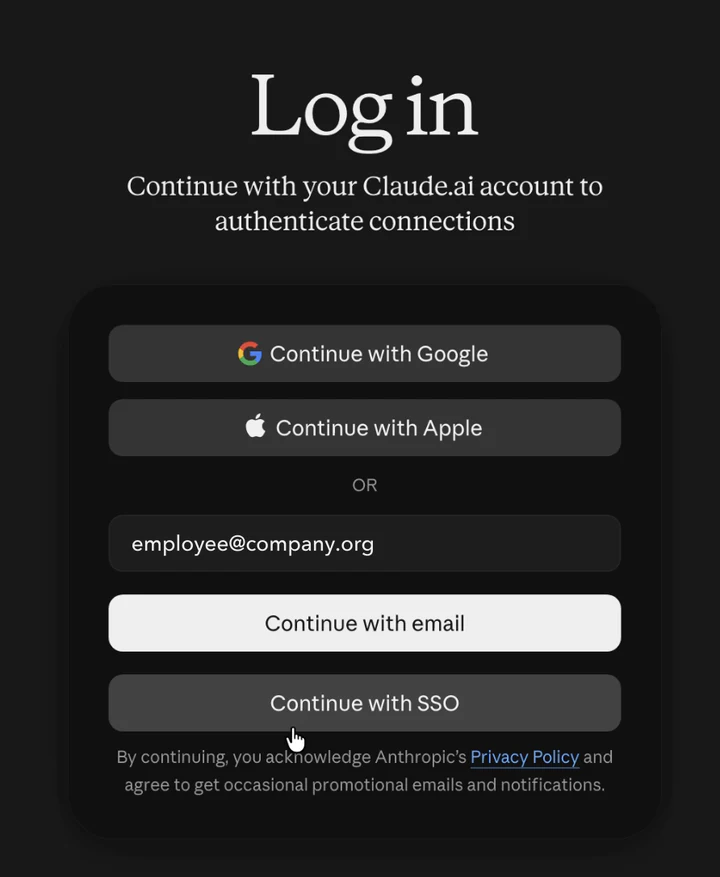 Log in
Continue with your Claude.ai account to
authenticate connections
Continue with Google
Continue with Apple
OR
employee@company.org
Continue with email
Continue with SSO
By continuing, you acknowledge Anthropic's Privacy Policy and
agree to get occasional promotional emails and notifications.